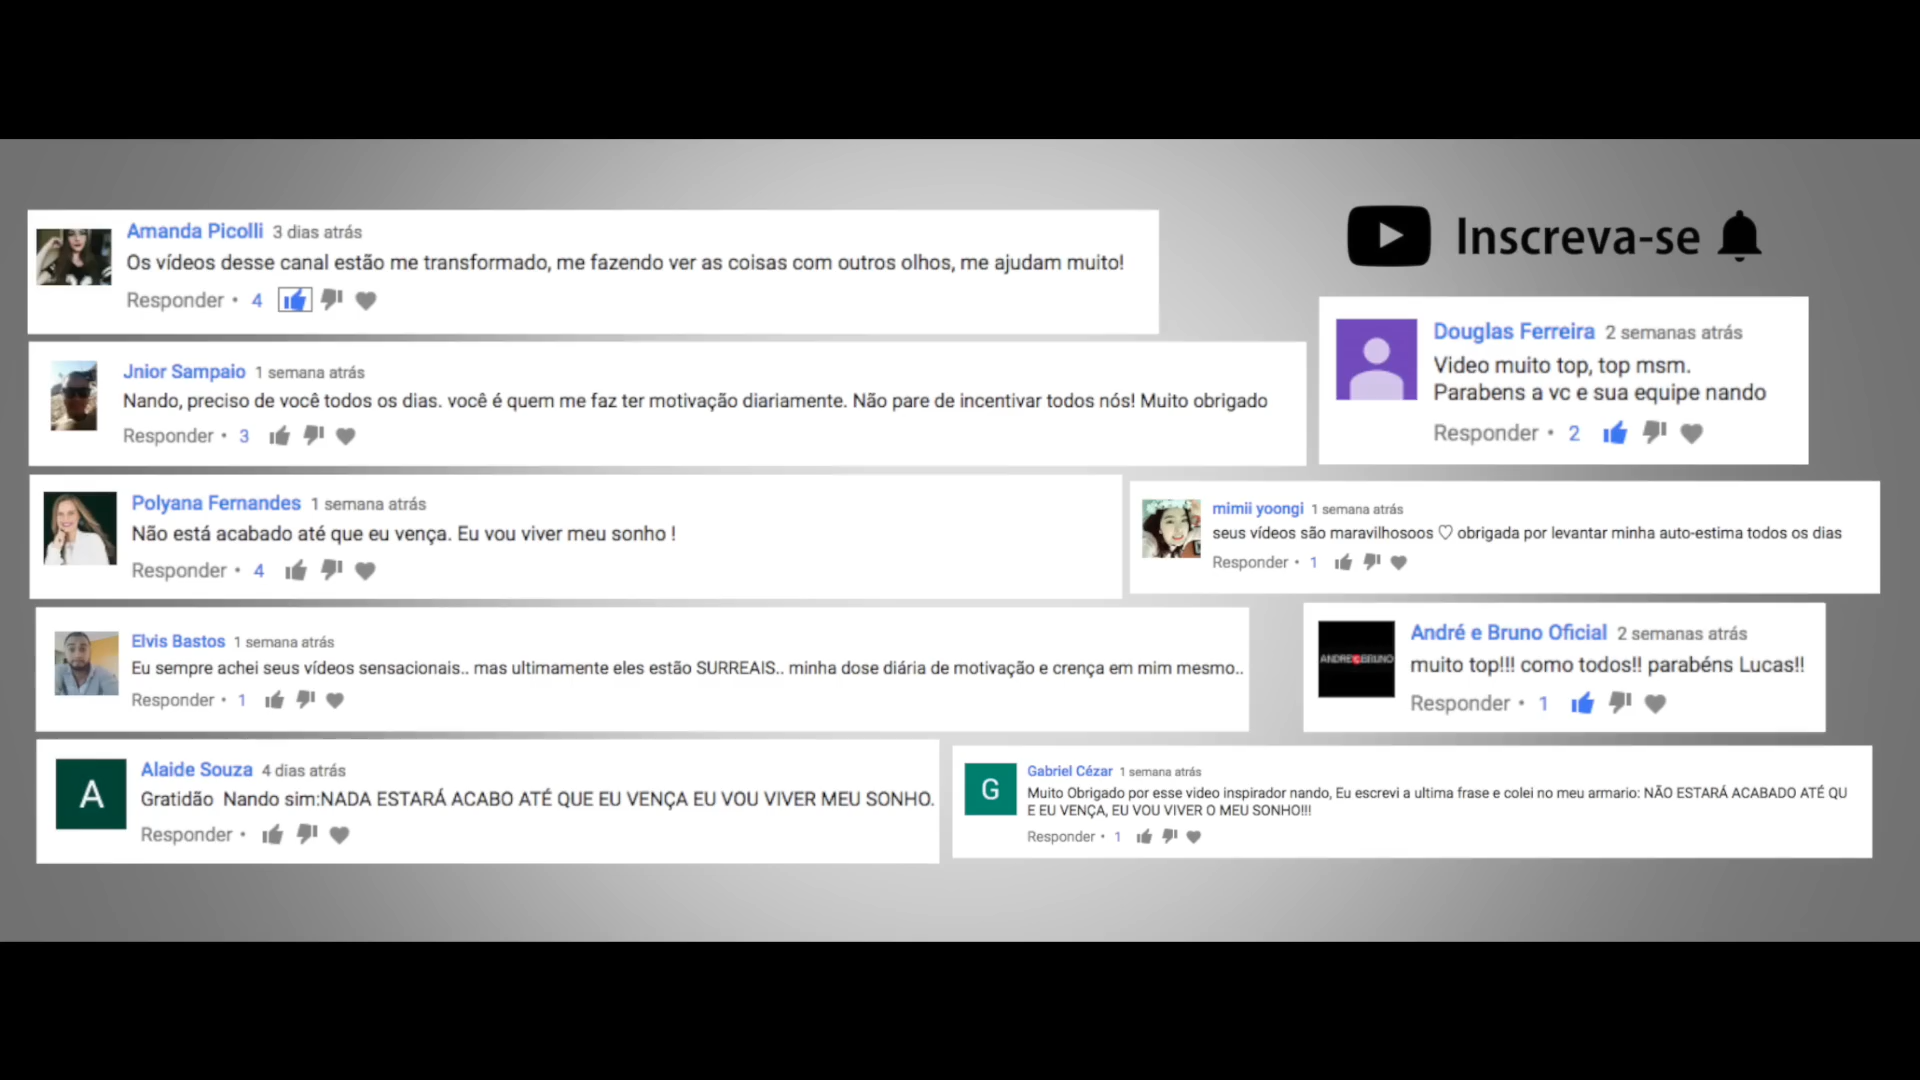 Amanda Picolli 3 dias atrás
Os vídeos desse canal estão me transformado, me fazendo ver as coisas com outros olhos, me ajudam muito!
Responder • 4
Inscreva-se
Jnior Sampaio 1 semana atrás
Nando, preciso de você todos os dias. você é quem me faz ter motivação diariamente. Não pare de incentivar todos nós! Muito obrigado
Responder • 3
Douglas Ferreira 2 semanas atrás
Video muito top, top msm.
Parabens a vc e sua equipe nando
Responder • 2
Polyana Fernandes 1 semana atrás
Não está acabado até que eu vença. Eu vou viver meu sonho !
Responder • 4
mimii yoongi 1 semana atrás
seus vídeos são maravilhosoos ♡ obrigada por levantar minha auto-estima todos os dias
Responder • 1
Elvis Bastos 1 semana atrás
Eu sempre achei seus vídeos sensacionais.. mas ultimamente eles estão SURREAIS.. minha dose diária de motivação e crença em mim mesmo..
Responder • 1
ANDRE E BRUNO
André e Bruno Oficial 2 semanas atrás
muito top!!! como todos!! parabéns Lucas!!
Responder • 1
A
Alaide Souza 4 dias atrás
Gratidão Nando sim:NADA ESTARÁ ACABO ATÉ QUE EU VENÇA EU VOU VIVER MEU SONHO.
Responder •
G
Gabriel Cézar 1 semana atrás
Muito Obrigado por esse video inspirador nando, Eu escrevi a ultima frase e colei no meu armario: NÃO ESTARÁ ACABADO ATÉ QU
E EU VENÇA, EU VOU VIVER O MEU SONHO!!!
Responder • 1